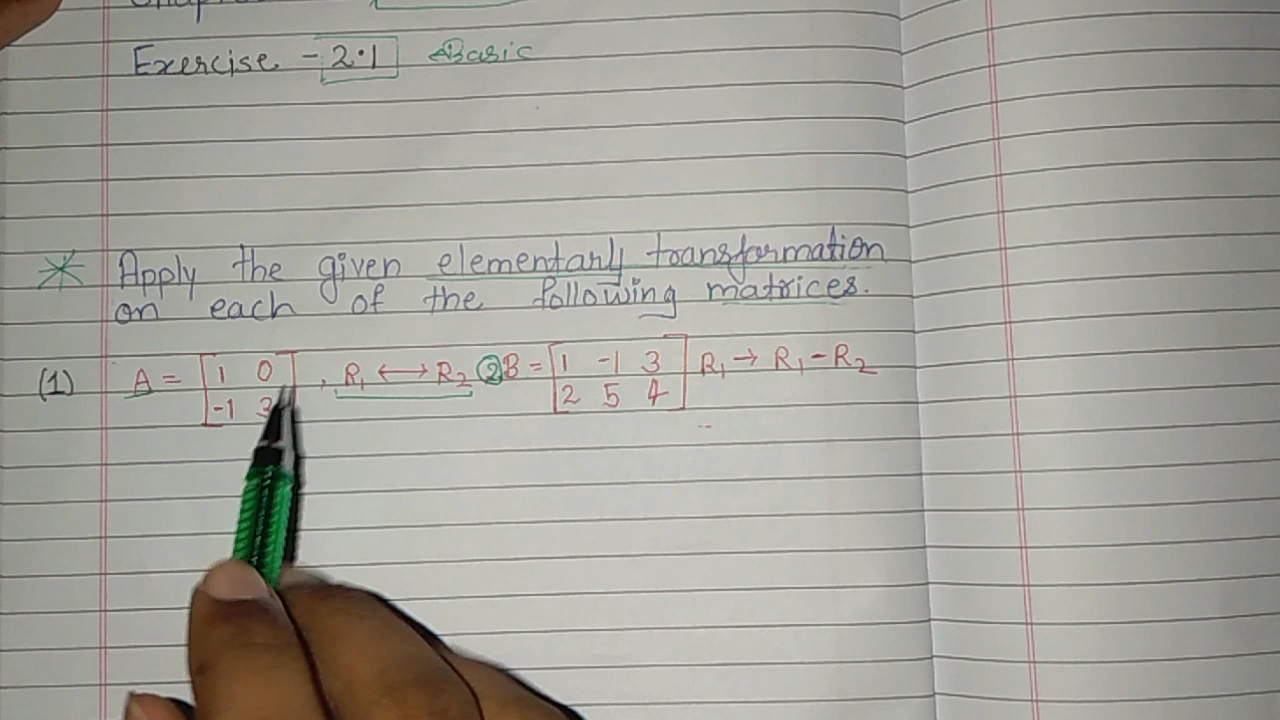 Exercise - 2.1 Basic
* Apply the given elementary transformation
on each of the following matrices.
(1) A = [1 0], R₁ ↔ R₂ ② B = [1 -1 3] R₁ → R₁ - R₂
[-1 3] [2 5 4]